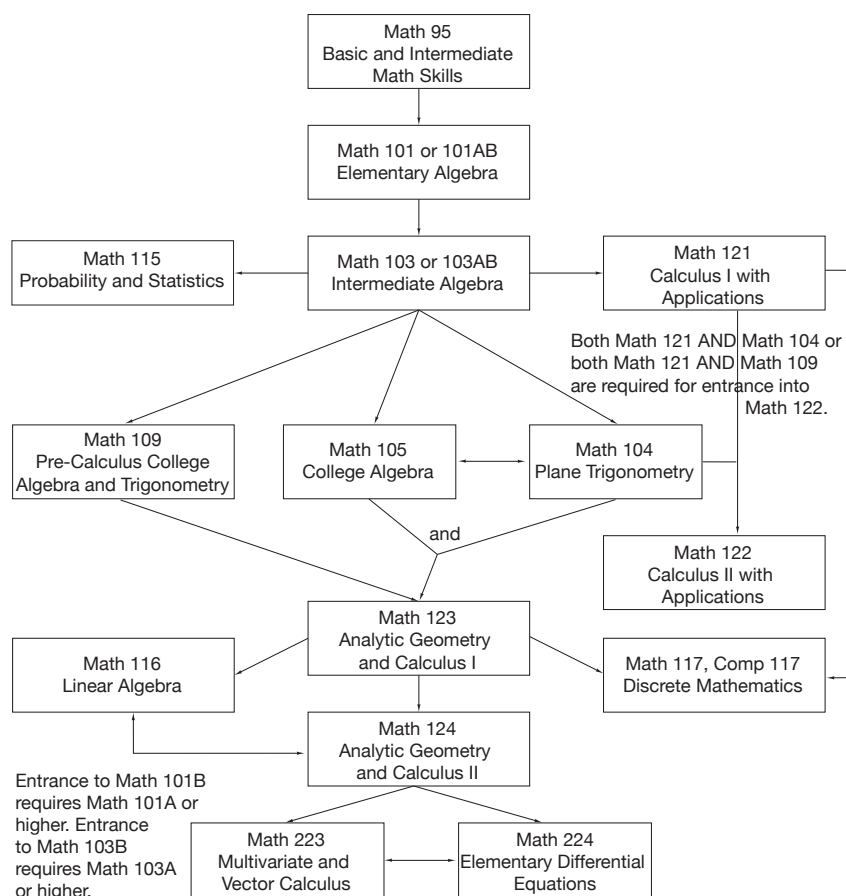 Math 95
Basic and Intermediate
Math Skills
Math 101 or 101AB
Elementary Algebra
Math 115
Probability and Statistics
Math 103 or 103AB
Intermediate Algebra
Math 121
Calculus I with
Applications
Both Math 121 AND Math 104 or
both Math 121 AND Math 109
are required for entrance into
Math 122.
Math 109
Pre-Calculus College
Algebra and Trigonometry
Math 105
College Algebra
Math 104
Plane Trigonometry
and
Math 122
Calculus II with
Applications
Math 123
Analytic Geometry
and Calculus I
Math 116
Linear Algebra
Math 117, Comp 117
Discrete Mathematics
Math 124
Analytic Geometry
and Calculus II
Entrance to Math 101B
requires Math 101A or
higher. Entrance
to Math 103B
requires Math 103A
or higher.
Math 223
Multivariate and
Vector Calculus
Math 224
Elementary Differential
Equations